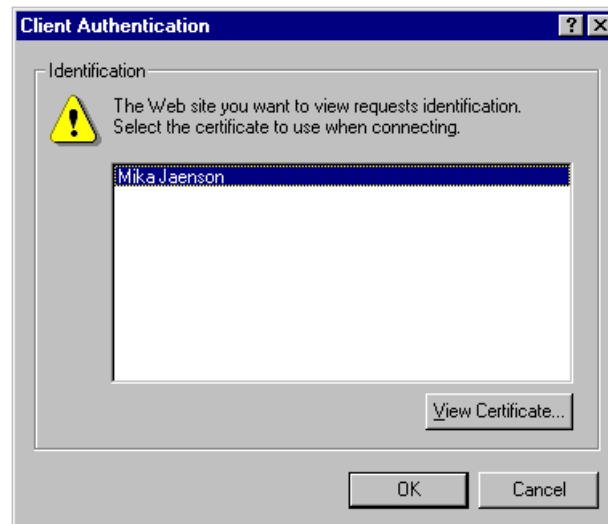 Client Authentication
Identification
The Web site you want to view requests identification.
Select the certificate to use when connecting.
Mika Jaenson
View Certificate...
OK Cancel